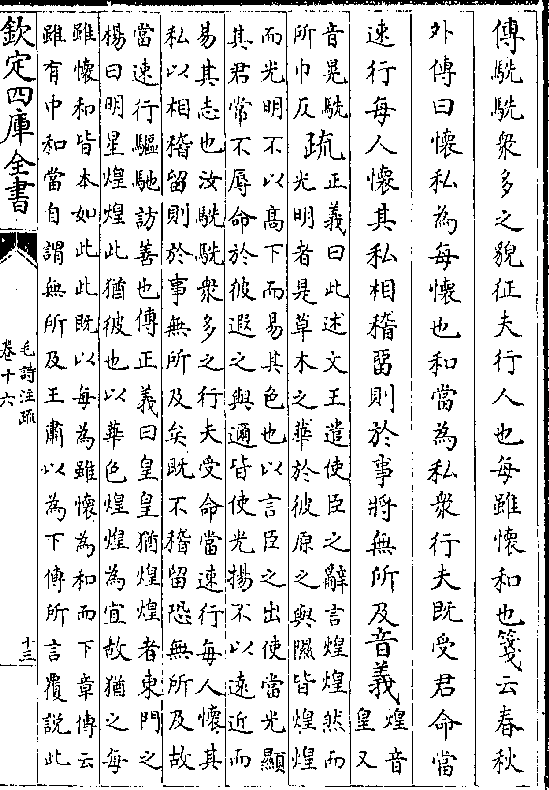 傳駪駪衆多之貌征夫行人也每雖懷和也箋云春秋
外傳曰懷私為每懷也和當為私衆行夫既受君命當
速行每人懷其私相稽留則於事將無所及音義煌音
皇又
音晃駪
所巾反疏正義曰此述文王遣使臣之辭言煌煌然而
光明者是草木之華於彼原之與隰皆煌煌
而光明不以高下而易其色也以言臣之出使當光顯
其君常不辱命於彼遐之與邇皆使光揚不以遠近而
易其志也汝駪駪衆多之行夫受命當速行每人懷其
私以相稽留則於事無所及矣既不稽留恐無所及故
當速行驅馳訪善也傳正義曰皇皇猶煌煌者東門之
楊曰明星煌煌此猶彼也以華色煌煌為宜故猶之每
雖懷和皆本如此此既以每為雖懷為和而下章傳云
雖有中和當自謂無所及王肅以為下傳所言覆說此
欽定四庫全書
毛詩注疏
卷十六
十三